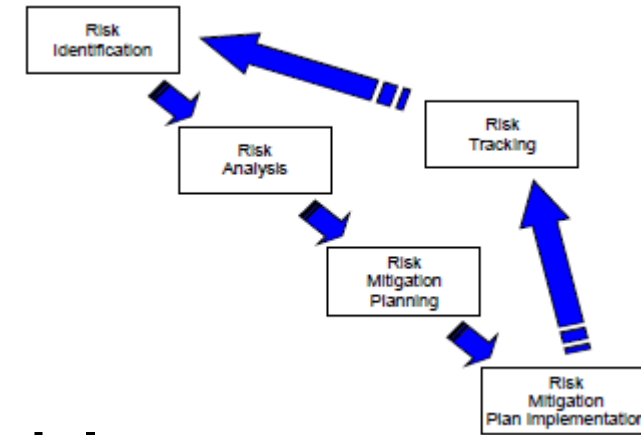 Risk
Identification
Risk
Tracking
Risk
Analysis
Risk
Mitigation
Planning
Risk
Mitigation
Plan Implementation